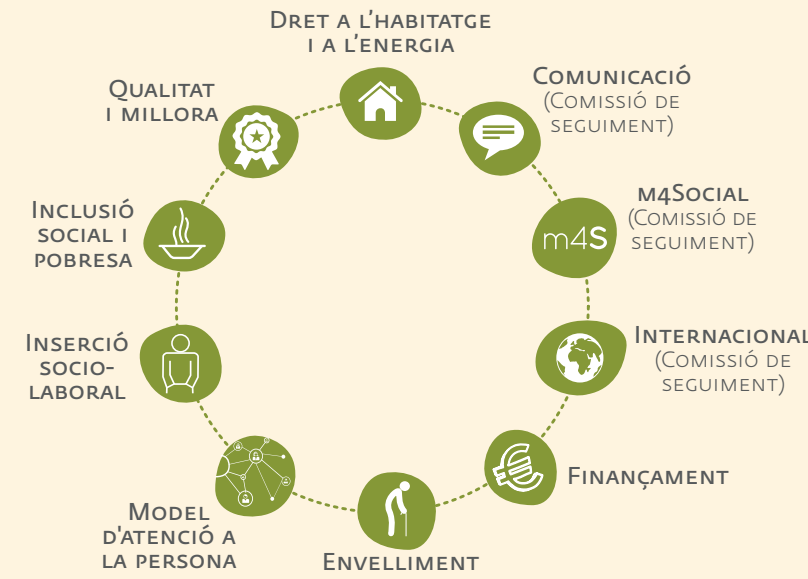 Dret a l'habitatge
i a l'energia
Comunicació
(Comissió de
seguiment)
m4Social
(Comissió de
seguiment)
m4S
Internacional
(Comissió de
seguiment)
Finançament
Envelliment
Model
d'atenció a
la persona
Inserció
socio-
laboral
Inclusió
social i
pobresa
Qualitat
i millora